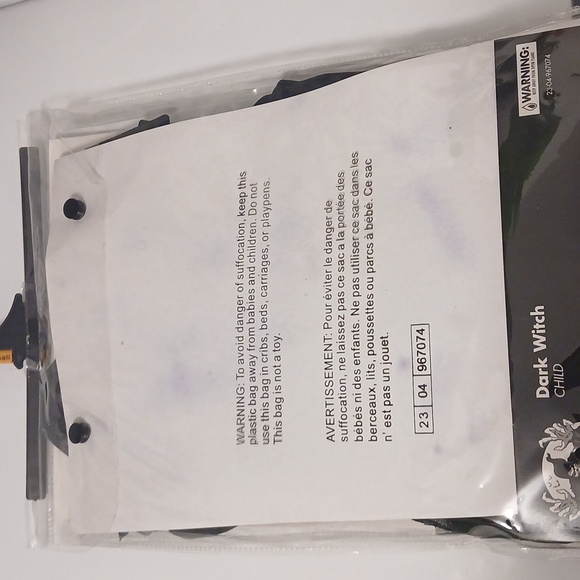 WARNING: To avoid danger of suffocation, keep this
plastic bag away from babies and children. Do not
use this bag in cribs, beds, carriages, or playpens.
This bag is not a toy.
AVERTISSEMENT: Pour éviter le danger de
suffocation, ne laissez pas ce sac a la portée des
bébés ni des enfants. Ne pas utiliser ce sac dans les
berceaux, lits, poussettes ou parcs à bébé. Ce sac
n' est pas un jouet.
23 04 967074
WARNING:
23-04-967074
Dark Witch
CHILD